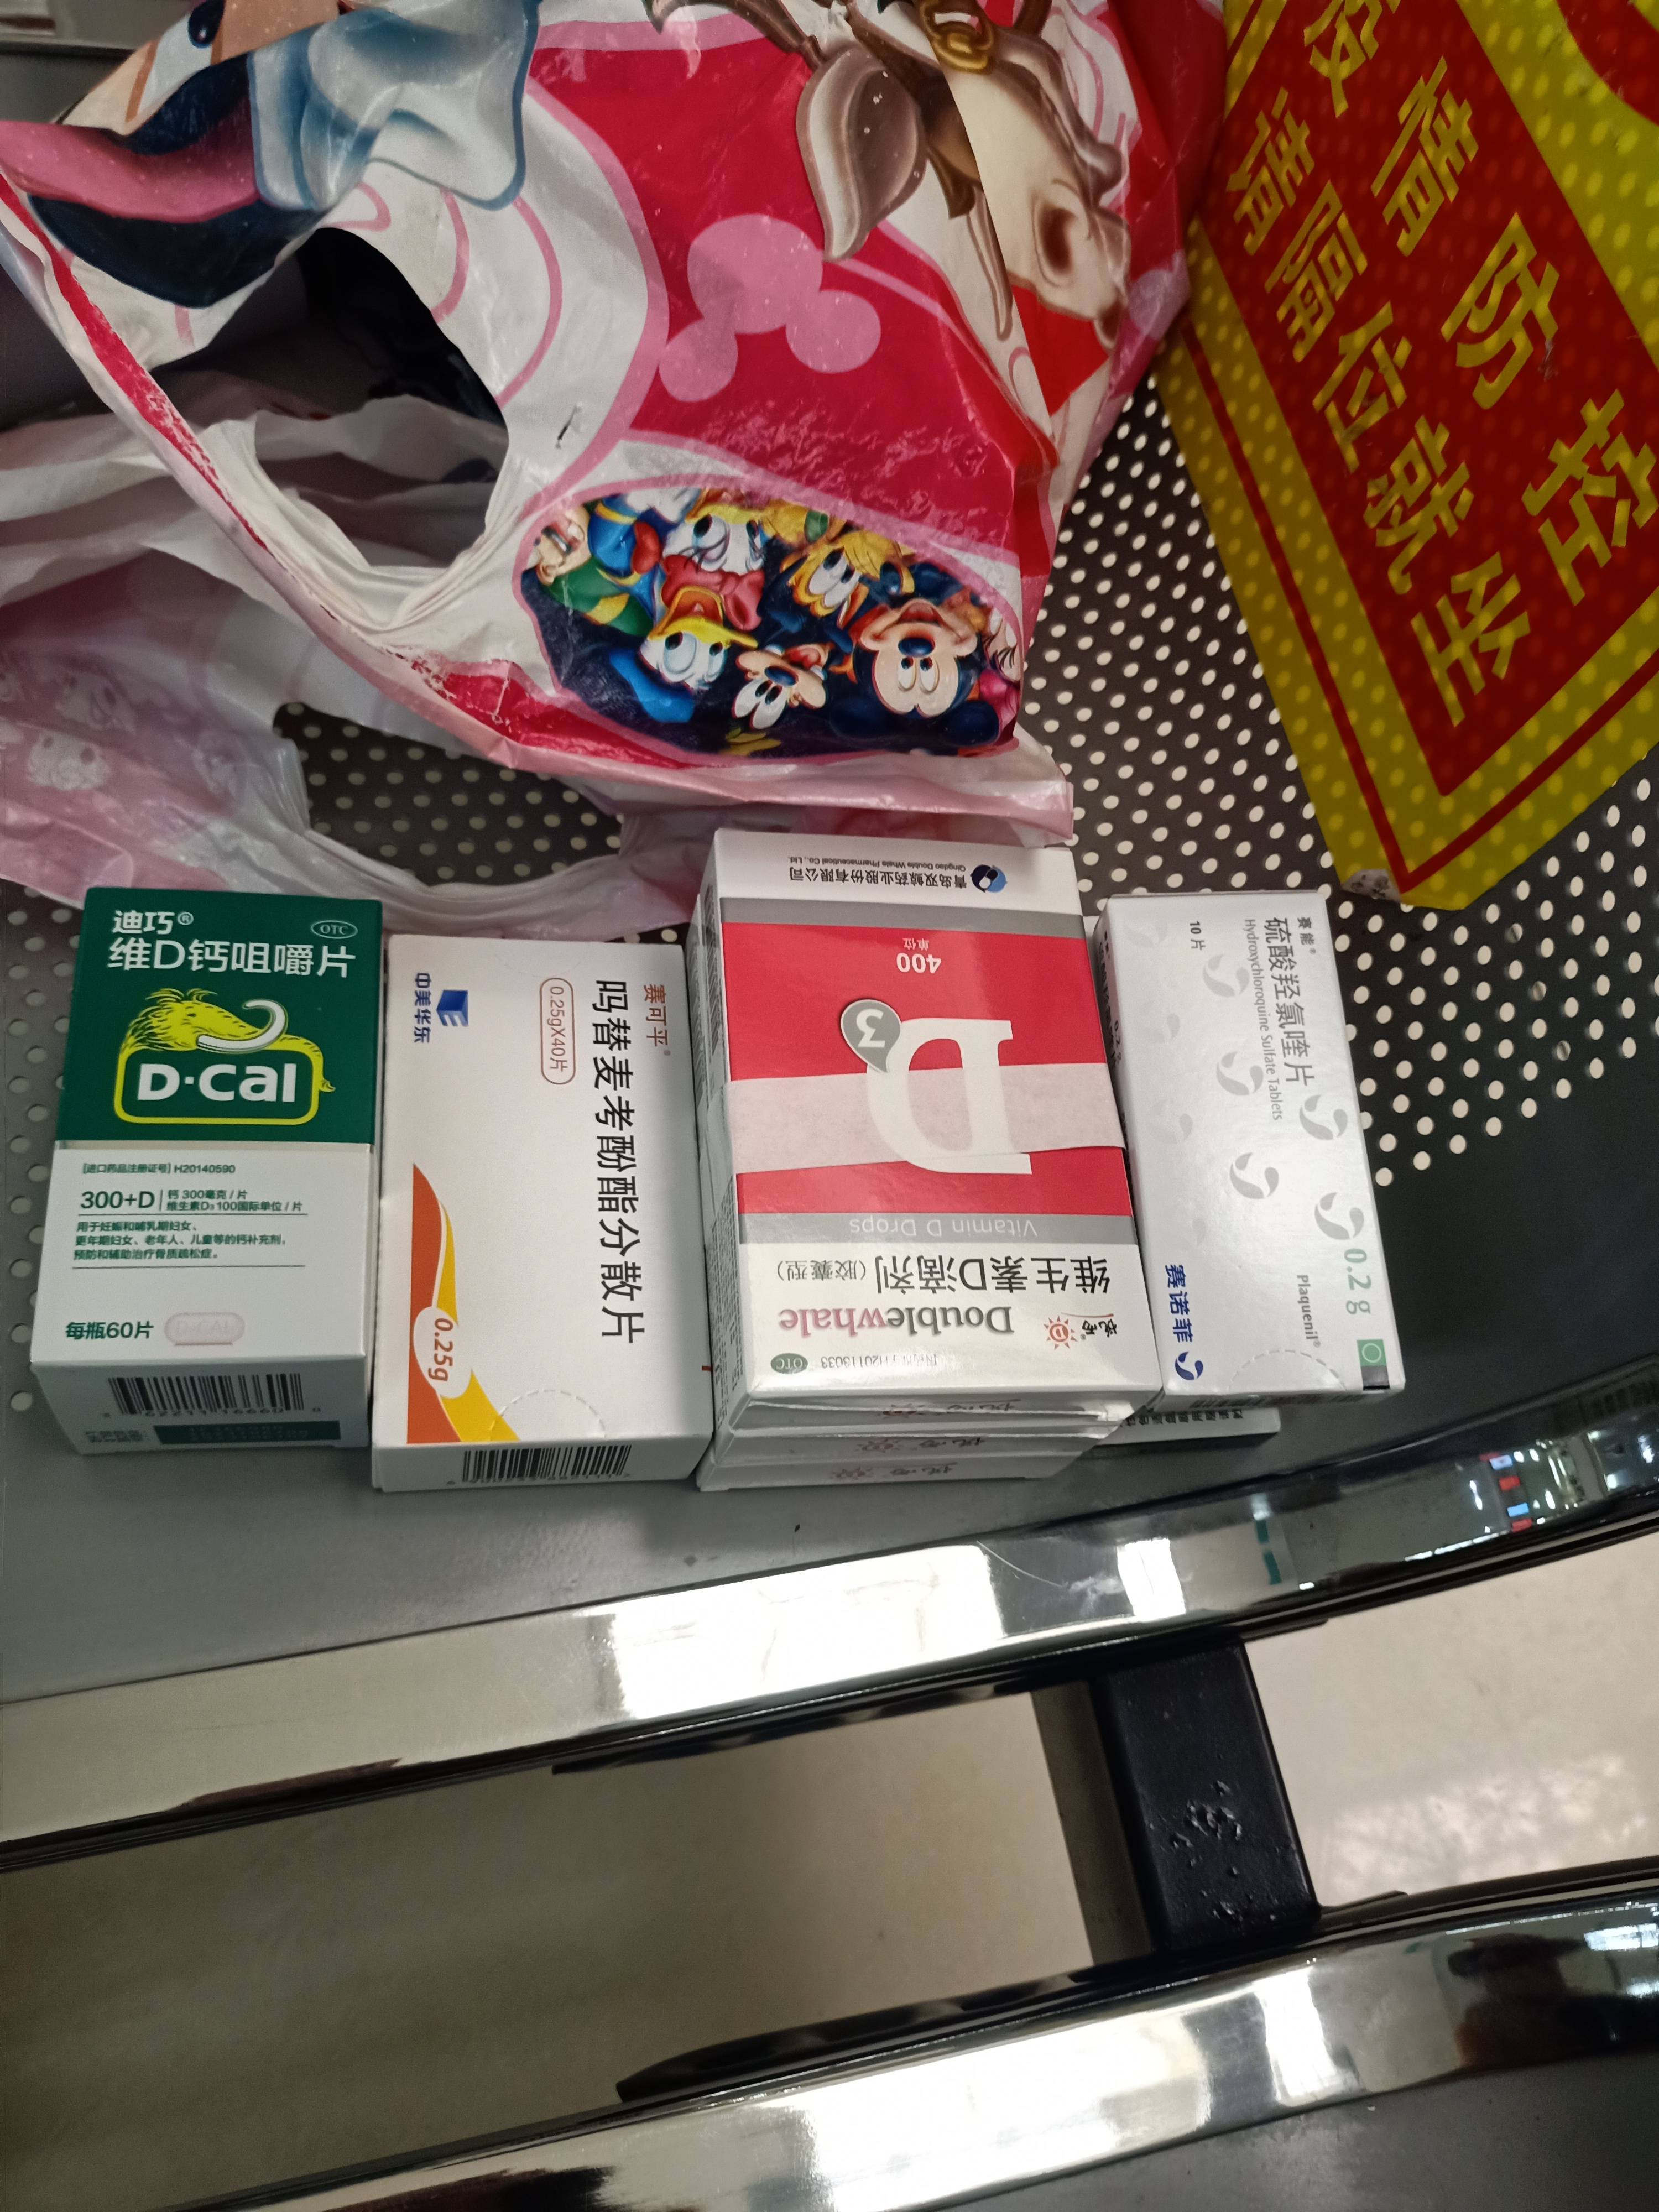 疫情防控
请隔位就坐
迪巧®
OTC
维D钙咀嚼片
D·Cal
[进口药品注册证号] H20140590
300+D
钙 300毫克/片
维生素D₃100国际单位/片
用于妊娠和哺乳期妇女、
更年期妇女、老年人、儿童等的钙补充剂，
预防和辅助治疗骨质疏松症。
每瓶60片
D-CAL
赛可平®
吗替麦考酚酯分散片
0.25gX40片
中美华东
0.25g
OTC
Doublewhale
维生素D滴剂（胶囊型）
Vitamin D Drops
D
3
400
单位
青岛双鲸药业股份有限公司
Qingdao Double Whale Pharmaceutical Co., Ltd.
赛能®
硫酸羟氯喹片
Hydroxychloroquine Sulfate Tablets
10片
0.2 g
Plaquenil®
赛诺菲